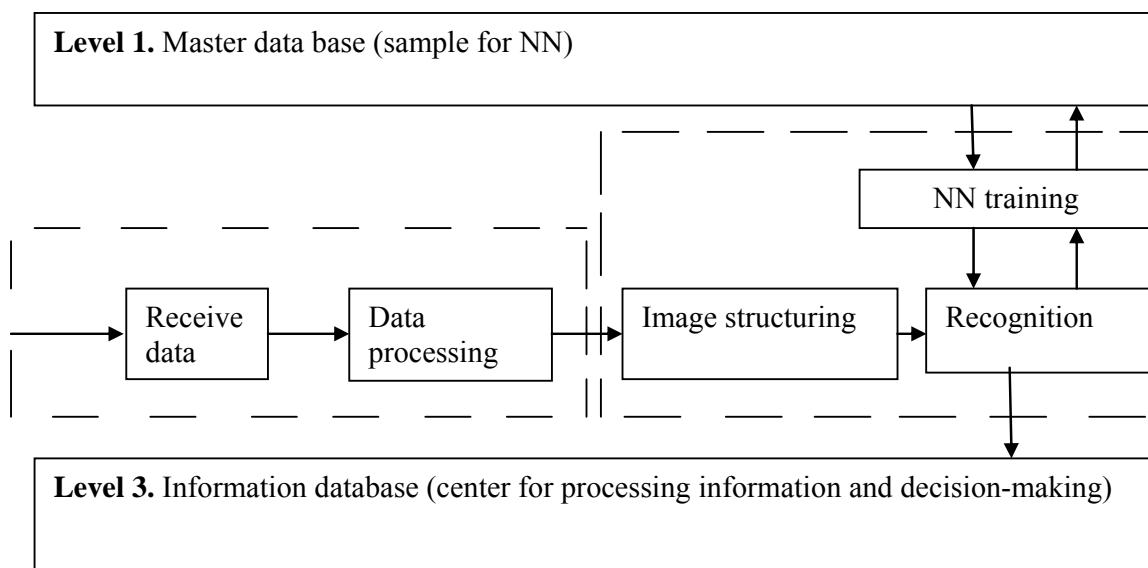 Level 1. Master data base (sample for NN)
NN training
Receive
data
Data
processing
Image structuring
Recognition
Level 3. Information database (center for processing information and decision-making)